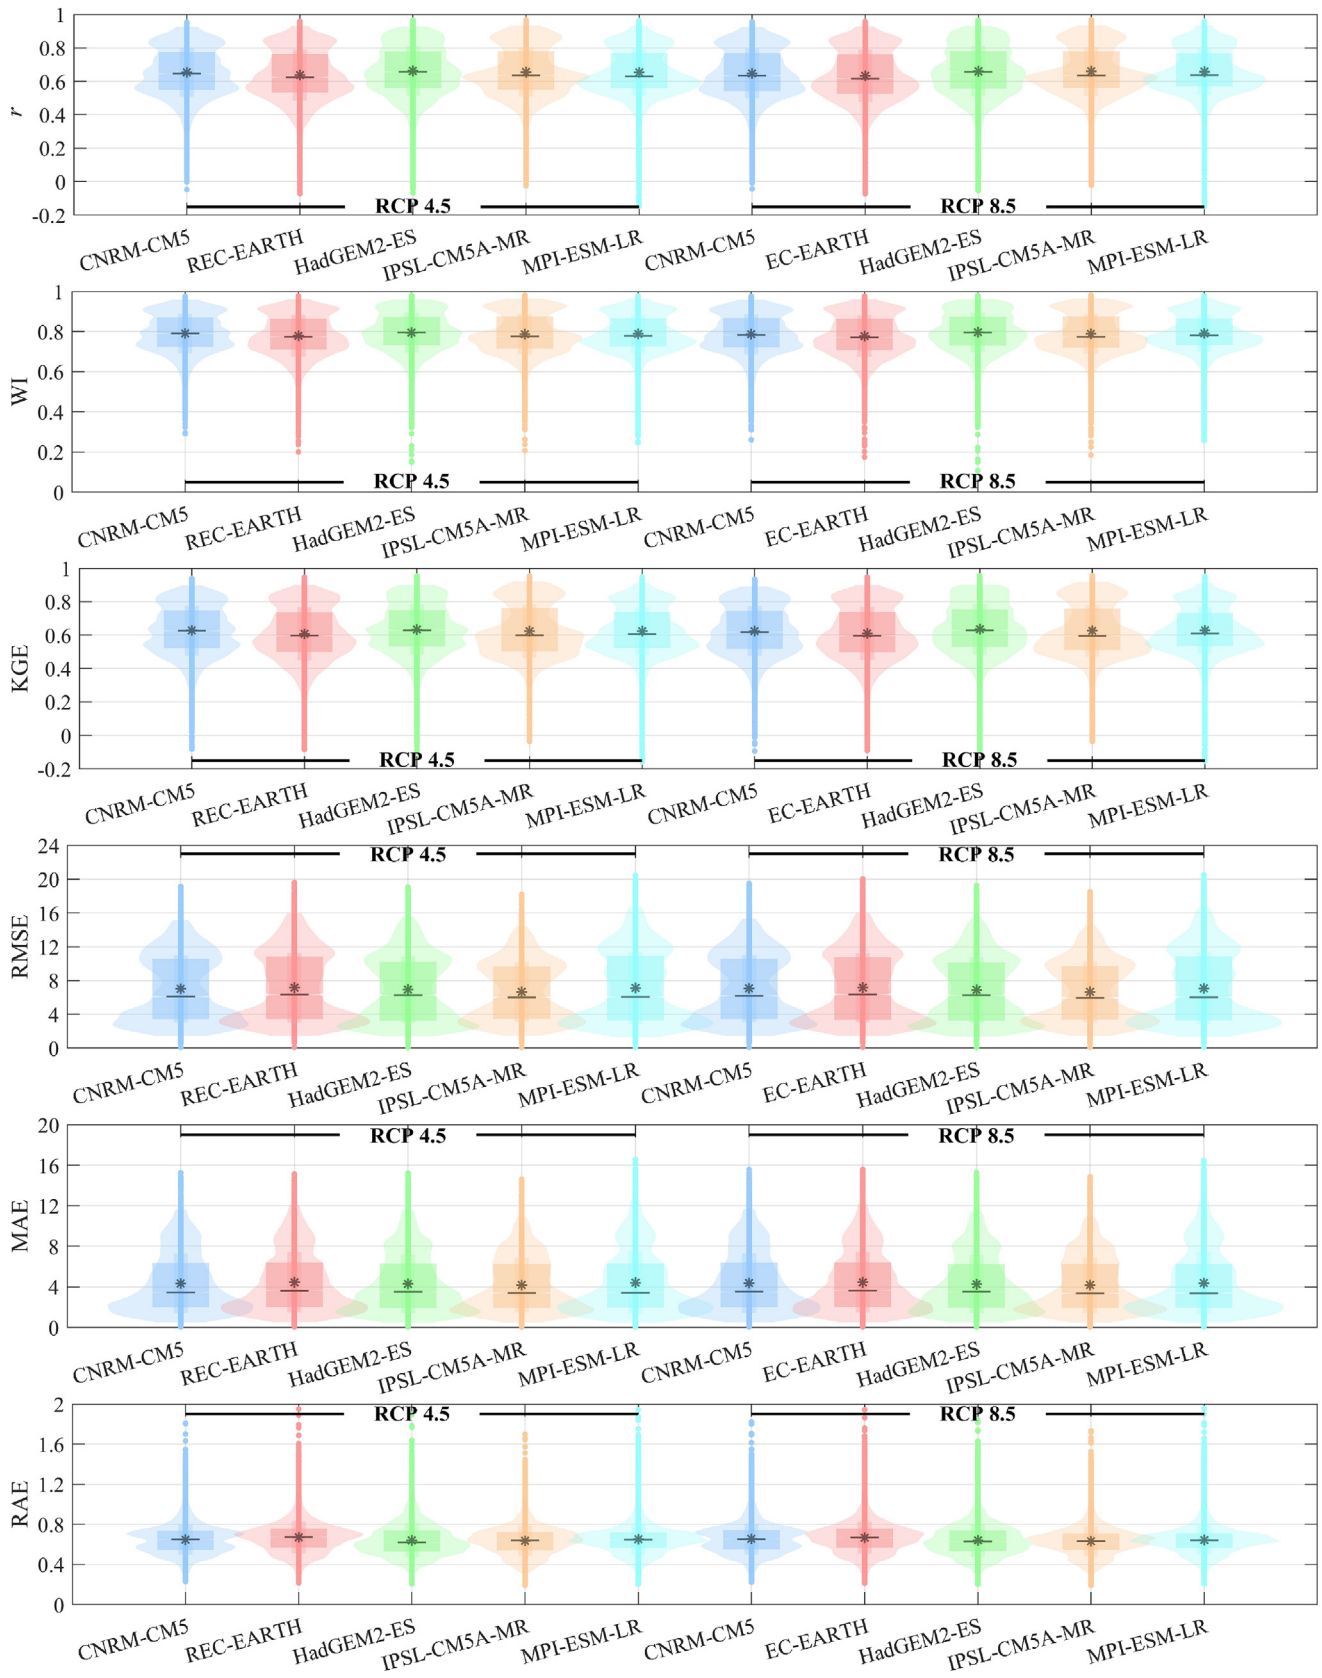 1
0.8
0.6
0.4
0.2
0
-0.2
r
RCP 4.5
RCP 8.5
CNRM-CM5
REC-EARTH
HadGEM2-ES
IPSL-CM5A-MR
MPI-ESM-LR
CNRM-CM5
EC-EARTH
HadGEM2-ES
IPSL-CM5A-MR
MPI-ESM-LR
1
0.8
0.6
0.4
0.2
0
WI
RCP 4.5
RCP 8.5
CNRM-CM5
REC-EARTH
HadGEM2-ES
IPSL-CM5A-MR
MPI-ESM-LR
CNRM-CM5
EC-EARTH
HadGEM2-ES
IPSL-CM5A-MR
MPI-ESM-LR
1
0.8
0.6
0.4
0.2
0
-0.2
KGE
RCP 4.5
RCP 8.5
CNRM-CM5
REC-EARTH
HadGEM2-ES
IPSL-CM5A-MR
MPI-ESM-LR
CNRM-CM5
EC-EARTH
HadGEM2-ES
IPSL-CM5A-MR
MPI-ESM-LR
24
20
16
12
8
4
0
RMSE
RCP 4.5
RCP 8.5
CNRM-CM5
REC-EARTH
HadGEM2-ES
IPSL-CM5A-MR
MPI-ESM-LR
CNRM-CM5
EC-EARTH
HadGEM2-ES
IPSL-CM5A-MR
MPI-ESM-LR
20
16
12
8
4
0
MAE
RCP 4.5
RCP 8.5
CNRM-CM5
REC-EARTH
HadGEM2-ES
IPSL-CM5A-MR
MPI-ESM-LR
CNRM-CM5
EC-EARTH
HadGEM2-ES
IPSL-CM5A-MR
MPI-ESM-LR
2
1.6
1.2
0.8
0.4
0
RAE
RCP 4.5
RCP 8.5
CNRM-CM5
REC-EARTH
HadGEM2-ES
IPSL-CM5A-MR
MPI-ESM-LR
CNRM-CM5
EC-EARTH
HadGEM2-ES
IPSL-CM5A-MR
MPI-ESM-LR